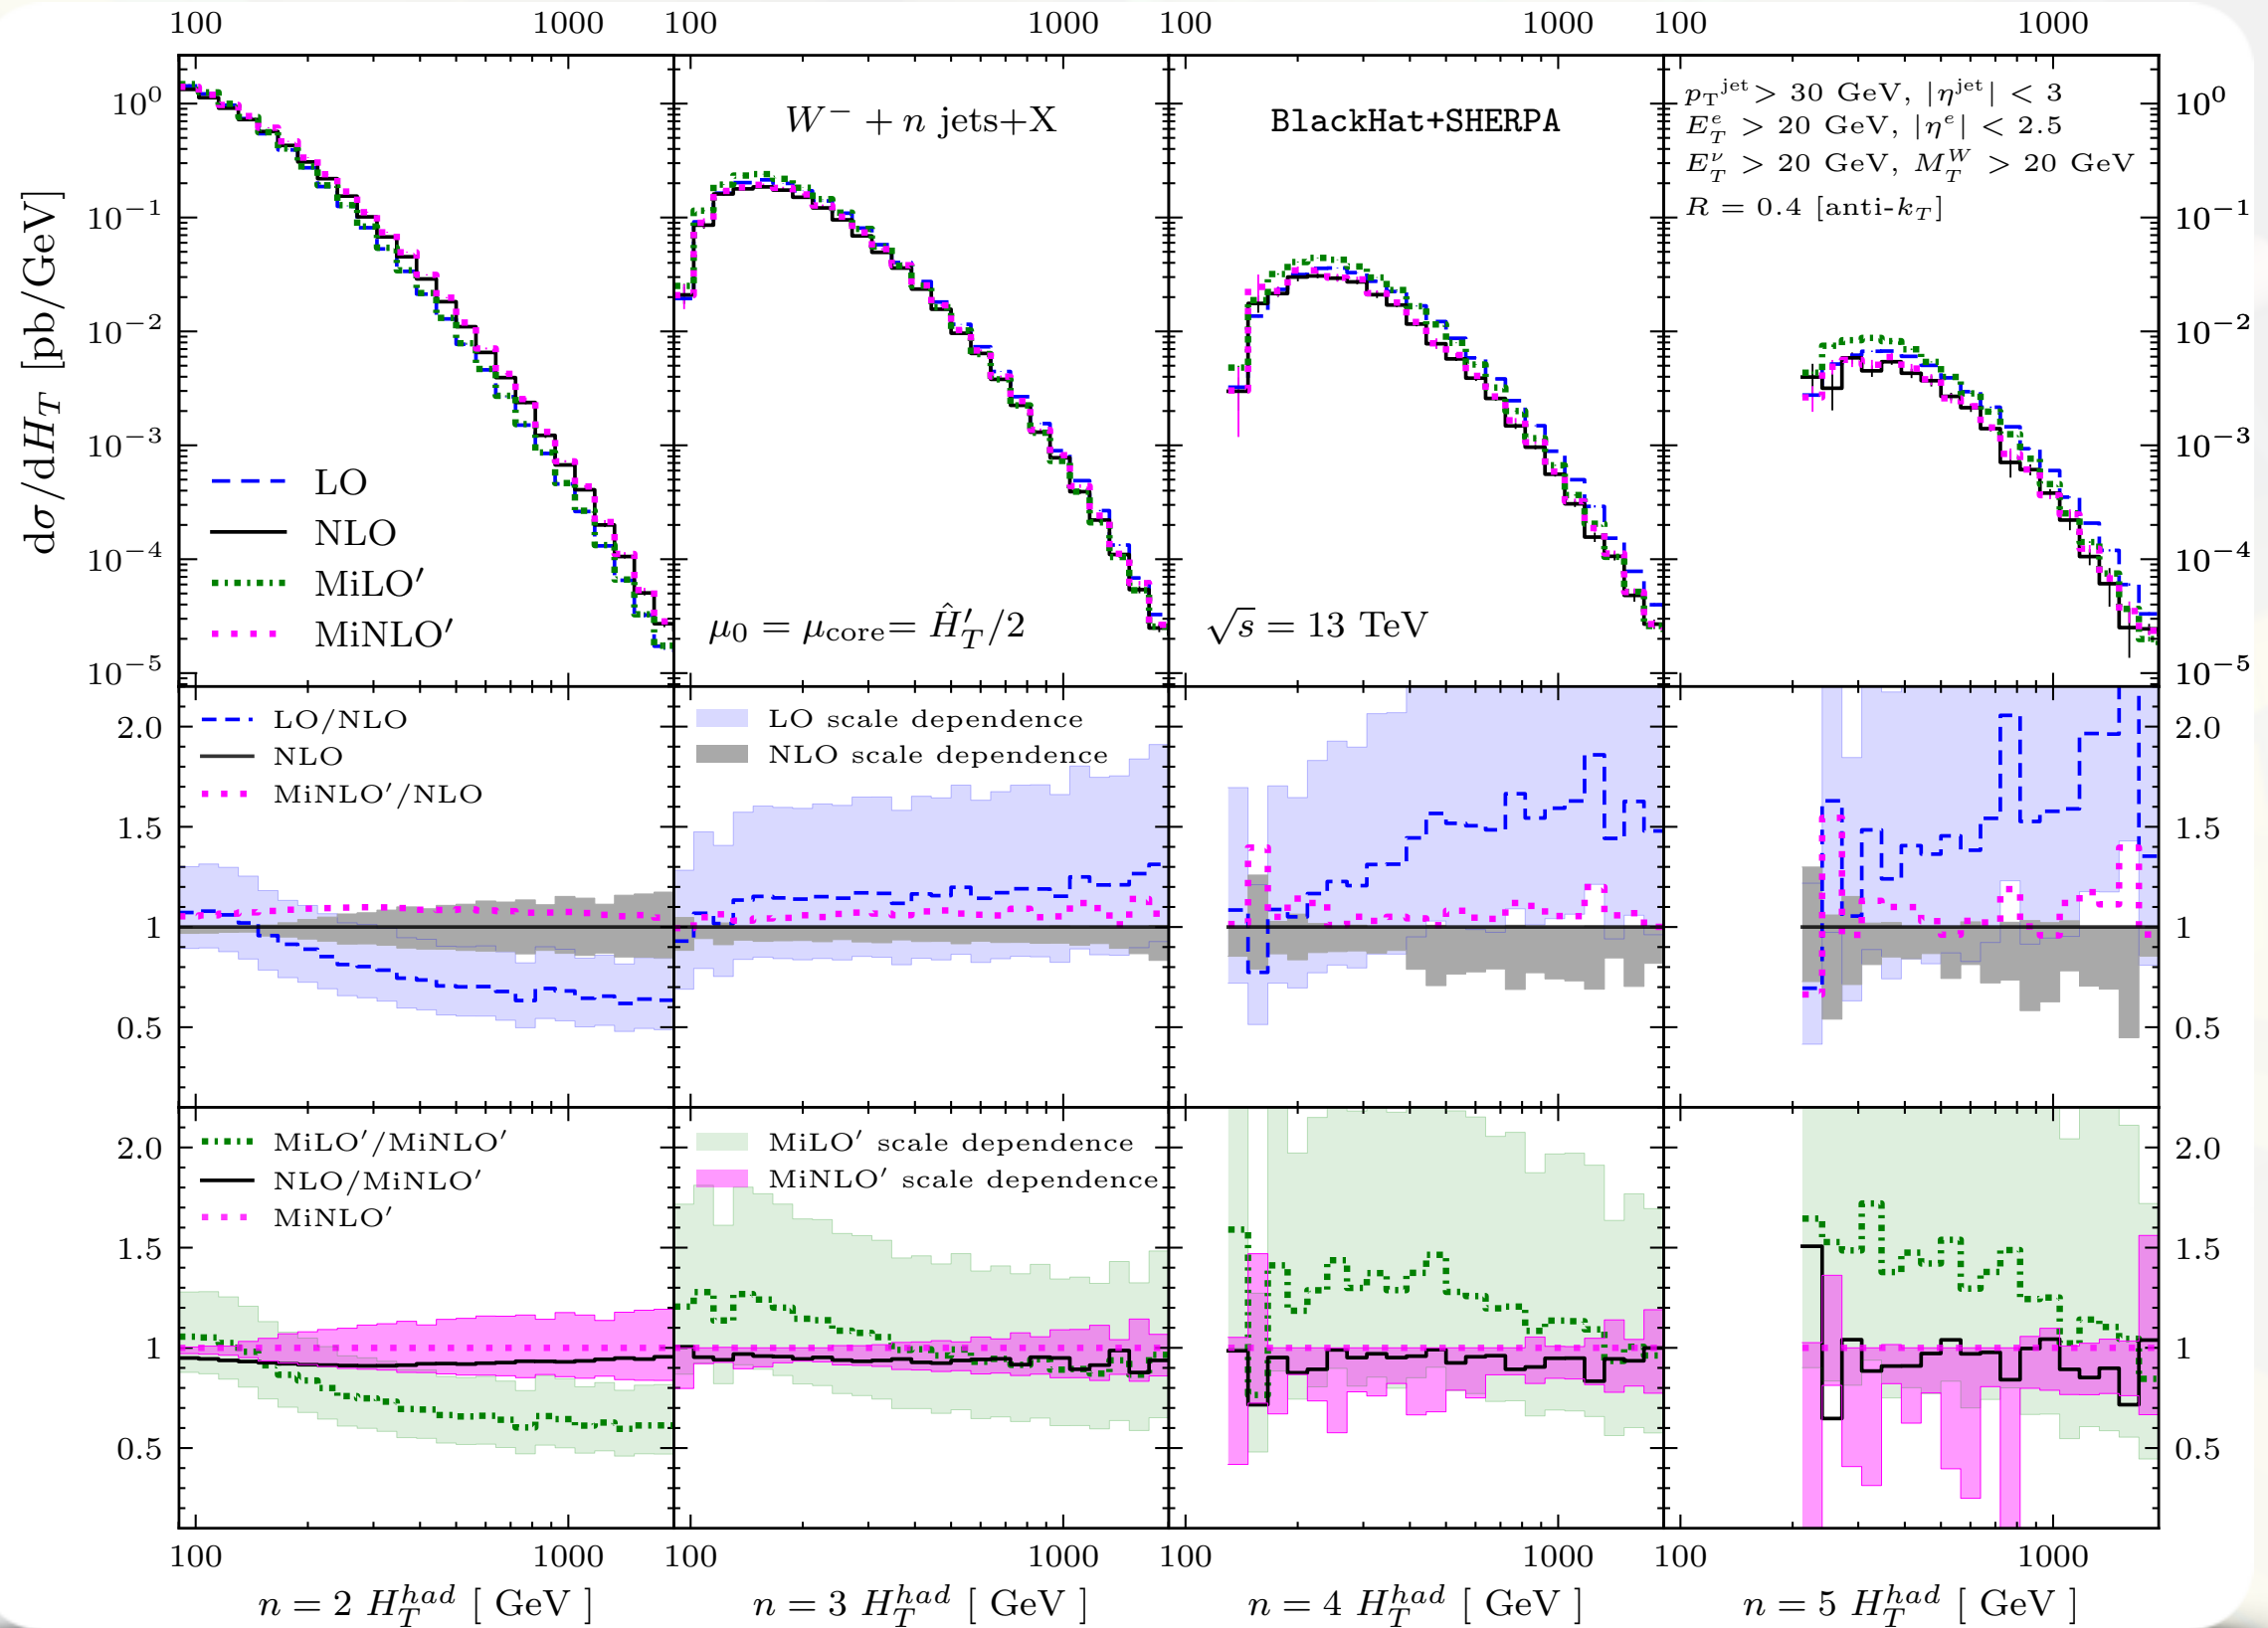 100 1000 100 1000 100 1000 100 1000
dσ/dH_T [pb/GeV]
10⁰
10⁻¹
10⁻²
10⁻³
10⁻⁴
10⁻⁵
LO
NLO
MiLO′
MiNLO′
W⁻ + n jets+X
μ₀ = μ_core= Ĥ′_T/2
BlackHat+SHERPA
√s = 13 TeV
p_T^jet> 30 GeV, |η^jet| < 3
E_T^e > 20 GeV, |η^e| < 2.5
E_T^ν > 20 GeV, M_T^W > 20 GeV
R = 0.4 [anti-k_T]
10⁰
10⁻¹
10⁻²
10⁻³
10⁻⁴
10⁻⁵
2.0
1.5
1
0.5
LO/NLO
NLO
MiNLO′/NLO
LO scale dependence
NLO scale dependence
2.0
1.5
1
0.5
2.0
1.5
1
0.5
MiLO′/MiNLO′
NLO/MiNLO′
MiNLO′
MiLO′ scale dependence
MiNLO′ scale dependence
2.0
1.5
1
0.5
100 1000 100 1000 100 1000 100 1000
n = 2 H_T^had [ GeV ]
n = 3 H_T^had [ GeV ]
n = 4 H_T^had [ GeV ]
n = 5 H_T^had [ GeV ]